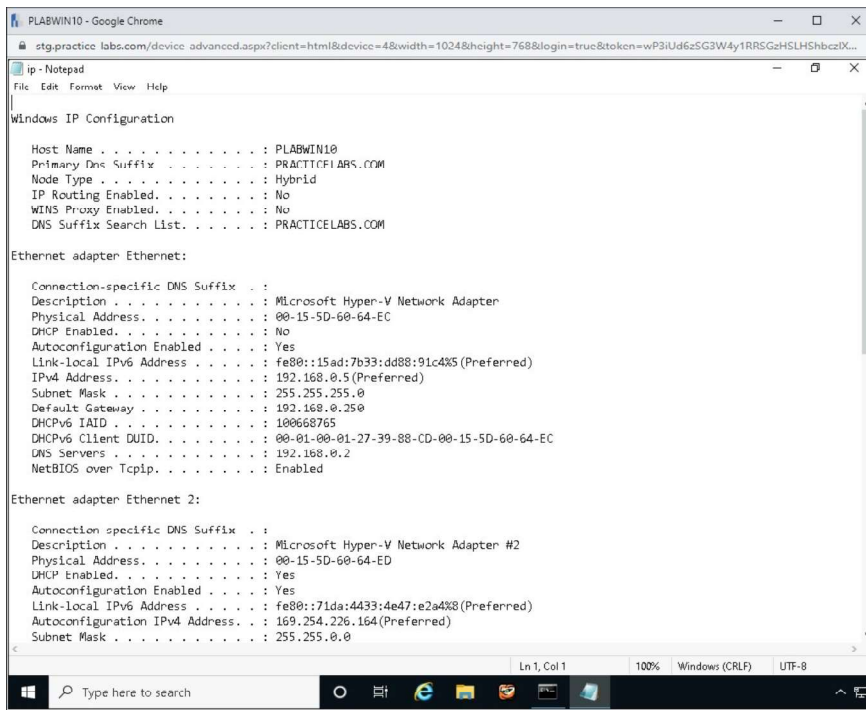 PLABWIN10 - Google Chrome
stg.practice-labs.com/device-advanced.aspx?client=html&device=4&width=1024&height=768&login=true&token=wP3iUd6zSG3W4y1RRSGzHSLHShbczlX...
ip - Notepad
File Edit Format View Help
Windows IP Configuration
Host Name . . . . . . . . . . . . : PLABWIN10
Primary Dns Suffix . . . . . . . : PRACTICELABS.COM
Node Type . . . . . . . . . . . . : Hybrid
IP Routing Enabled. . . . . . . . : No
WINS Proxy Enabled. . . . . . . . : No
DNS Suffix Search List. . . . . . : PRACTICELABS.COM
Ethernet adapter Ethernet:
Connection-specific DNS Suffix . :
Description . . . . . . . . . . . : Microsoft Hyper-V Network Adapter
Physical Address. . . . . . . . . : 00-15-5D-60-64-EC
DHCP Enabled. . . . . . . . . . . : No
Autoconfiguration Enabled . . . . : Yes
Link-local IPv6 Address . . . . . : fe80::15ad:7b33:dd88:91c4%5(Preferred)
IPv4 Address. . . . . . . . . . . : 192.168.0.5(Preferred)
Subnet Mask . . . . . . . . . . . : 255.255.255.0
Default Gateway . . . . . . . . . : 192.168.0.250
DHCPv6 IAID . . . . . . . . . . . : 100668765
DHCPv6 Client DUID. . . . . . . . : 00-01-00-01-27-39-88-CD-00-15-5D-60-64-EC
DNS Servers . . . . . . . . . . . : 192.168.0.2
NetBIOS over Tcpip. . . . . . . . : Enabled
Ethernet adapter Ethernet 2:
Connection-specific DNS Suffix . :
Description . . . . . . . . . . . : Microsoft Hyper-V Network Adapter #2
Physical Address. . . . . . . . . : 00-15-5D-60-64-ED
DHCP Enabled. . . . . . . . . . . : Yes
Autoconfiguration Enabled . . . . : Yes
Link-local IPv6 Address . . . . . : fe80::71da:4433:4e47:e2a4%8(Preferred)
Autoconfiguration IPv4 Address. . : 169.254.226.164(Preferred)
Subnet Mask . . . . . . . . . . . : 255.255.0.0
Ln 1, Col 1 100% Windows (CRLF) UTF-8
Type here to search